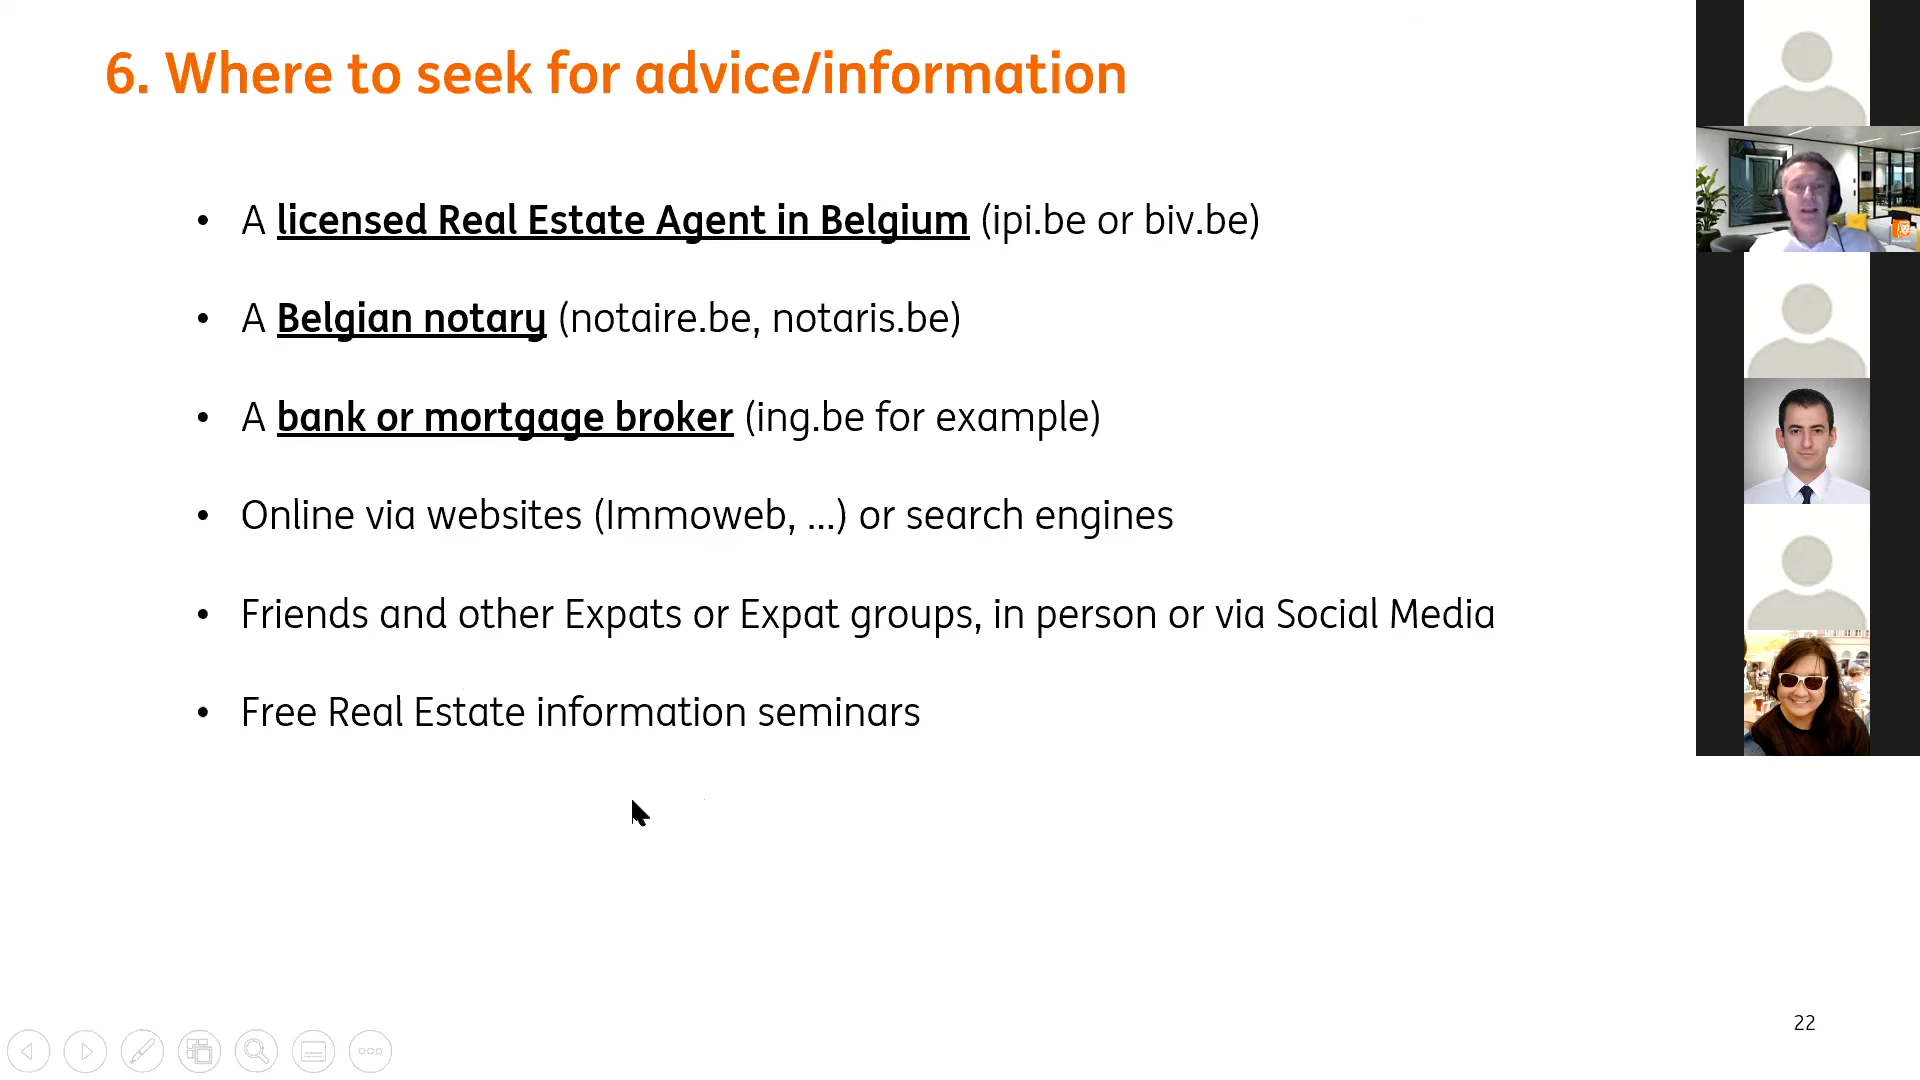 6. Where to seek for advice/information
• A licensed Real Estate Agent in Belgium (ipi.be or biv.be)
• A Belgian notary (notaire.be, notaris.be)
• A bank or mortgage broker (ing.be for example)
• Online via websites (Immoweb, ...) or search engines
• Friends and other Expats or Expat groups, in person or via Social Media
• Free Real Estate information seminars
22